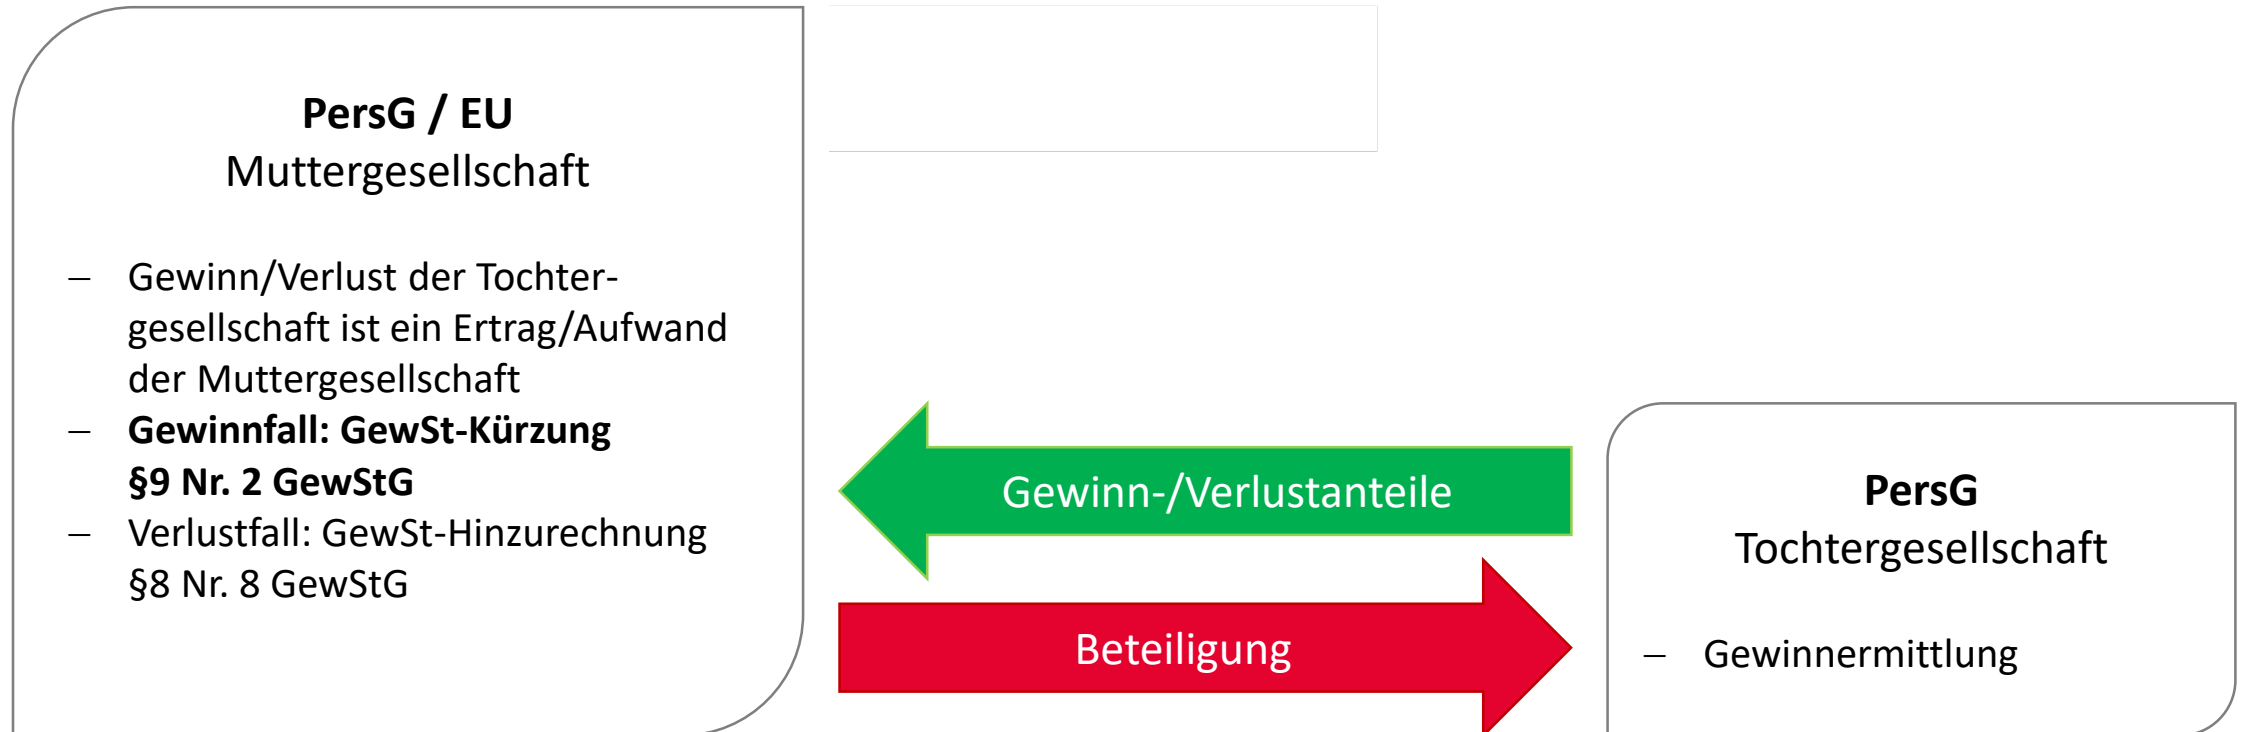 PersG / EU
Muttergesellschaft
– Gewinn/Verlust der Tochter-
gesellschaft ist ein Ertrag/Aufwand
der Muttergesellschaft
– Gewinnfall: GewSt-Kürzung
§9 Nr. 2 GewStG
– Verlustfall: GewSt-Hinzurechnung
§8 Nr. 8 GewStG
Gewinn-/Verlustanteile
Beteiligung
PersG
Tochtergesellschaft
– Gewinnermittlung